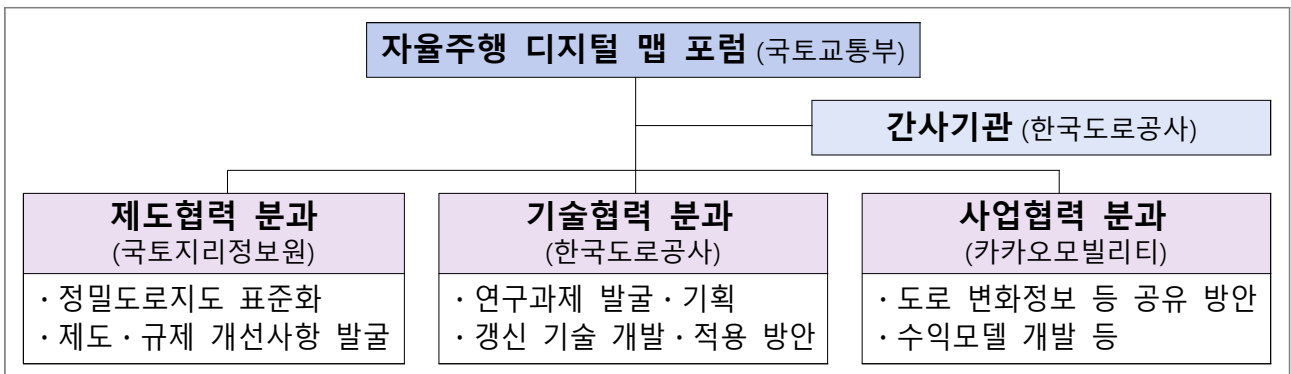 자율주행 디지털 맵 포럼 (국토교통부)
간사기관 (한국도로공사)
제도협력 분과
(국토지리정보원)
· 정밀도로지도 표준화
· 제도 · 규제 개선사항 발굴
기술협력 분과
(한국도로공사)
· 연구과제 발굴 · 기획
· 갱신 기술 개발 · 적용 방안
사업협력 분과
(카카오모빌리티)
· 도로 변화정보 등 공유 방안
· 수익모델 개발 등